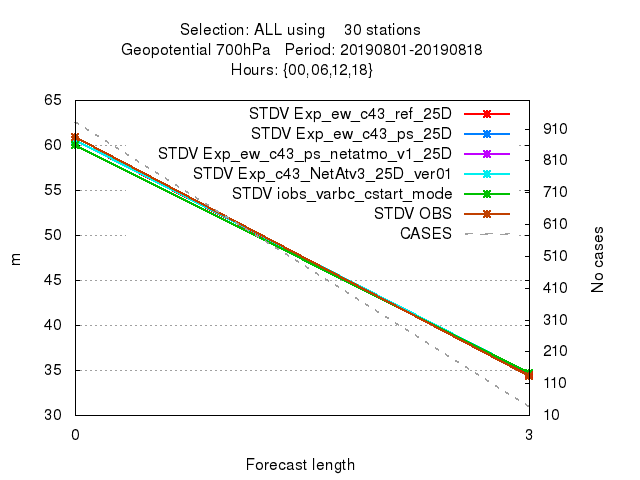 Selection: ALL using 30 stations
Geopotential 700hPa Period: 20190801-20190818
Hours: {00,06,12,18}
STDV Exp_ew_c43_ref_25D
STDV Exp_ew_c43_ps_25D
STDV Exp_ew_c43_ps_netatmo_v1_25D
STDV Exp_c43_NetAtv3_25D_ver01
STDV iobs_varbc_cstart_mode
STDV OBS
CASES
65
60
55
50
45
40
35
30
m
910
810
710
610
510
410
310
210
110
10
No cases
0
3
Forecast length